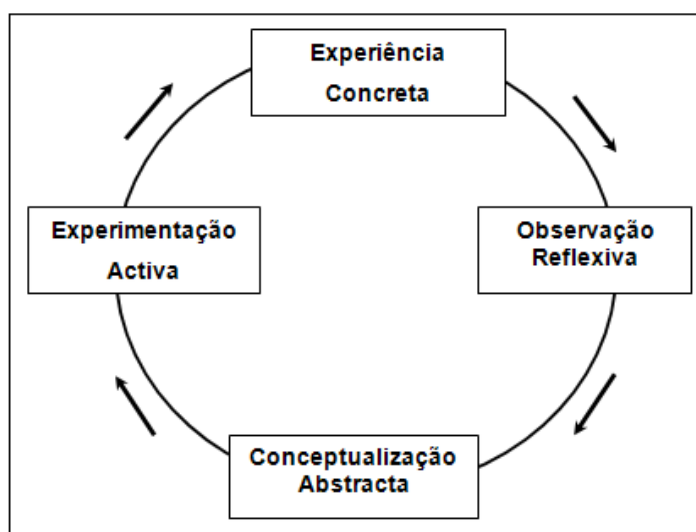 Experiência
Concreta
Experimentação
Activa
Observação
Reflexiva
Conceptualização
Abstracta